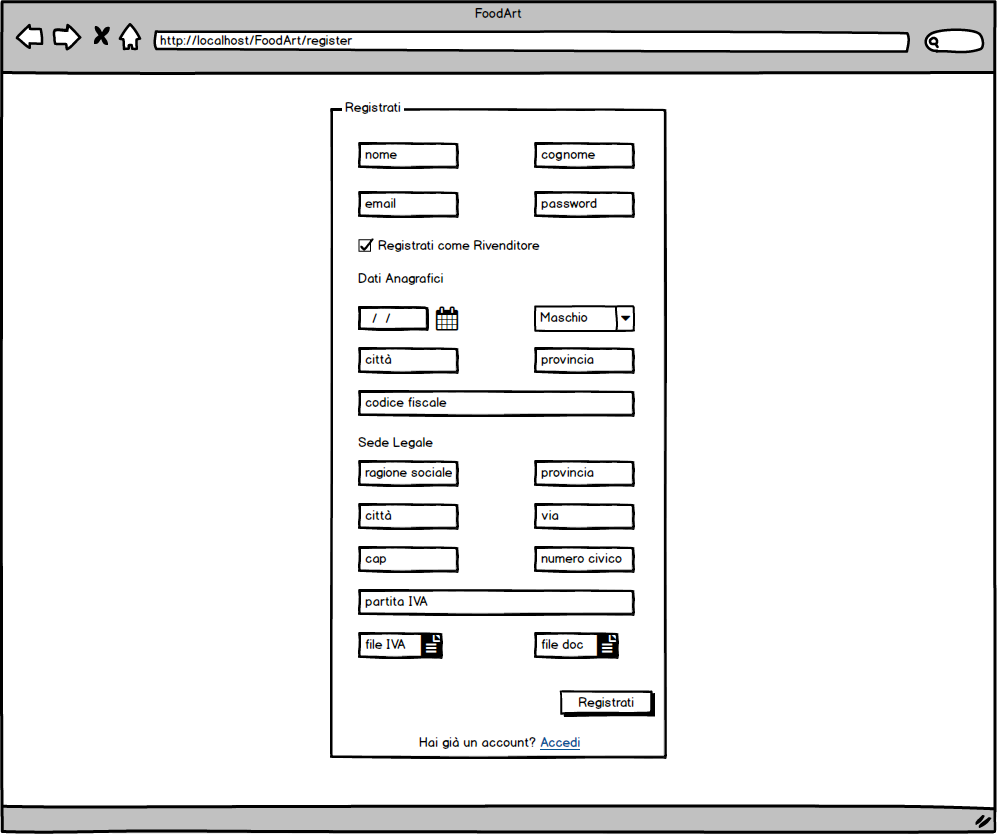 FoodArt
http://localhost/FoodArt/register
Registrati
nome cognome
email password
Registrati come Rivenditore
Dati Anagrafici
/ / Maschio
città provincia
codice fiscale
Sede Legale
ragione sociale provincia
città via
cap numero civico
partita IVA
file IVA file doc
Registrati
Hai già un account? Accedi